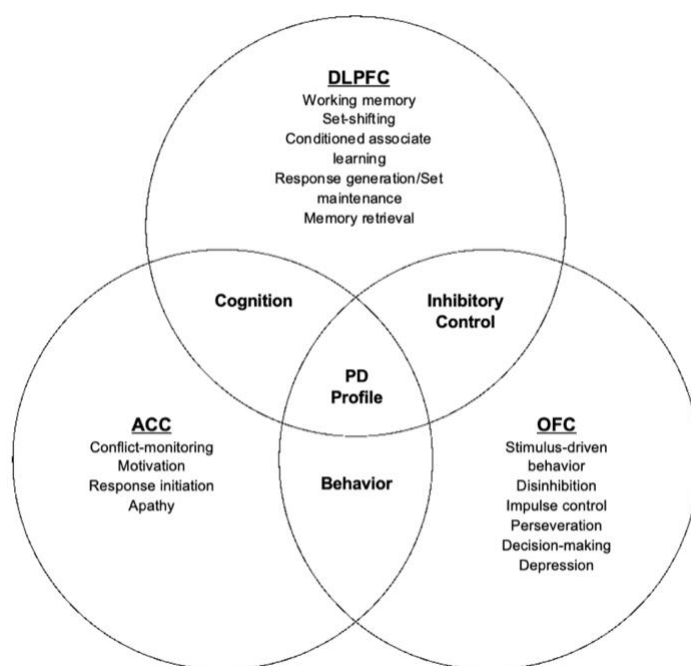 DLPFC
Working memory
Set-shifting
Conditioned associate
learning
Response generation/Set
maintenance
Memory retrieval
Cognition
Inhibitory
Control
PD
Profile
ACC
Conflict-monitoring
Motivation
Response initiation
Apathy
Behavior
OFC
Stimulus-driven
behavior
Disinhibition
Impulse control
Perseveration
Decision-making
Depression